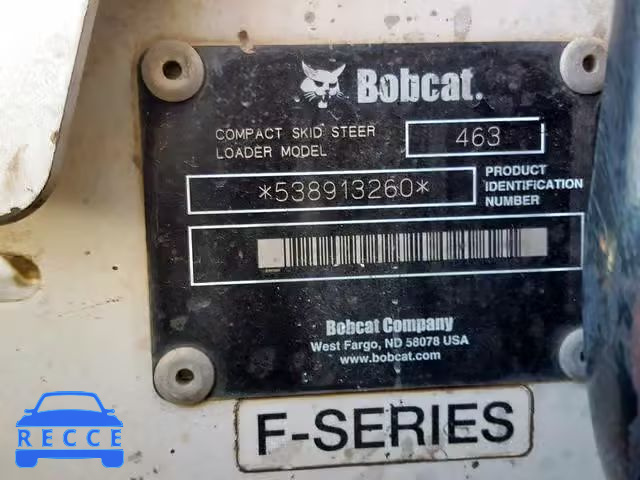 Bobcat.
COMPACT SKID STEER
LOADER MODEL
463
*538913260*
PRODUCT
IDENTIFICATION
NUMBER
Bobcat Company
West Fargo, ND 58078 USA
www.bobcat.com
F-SERIES
RECCE